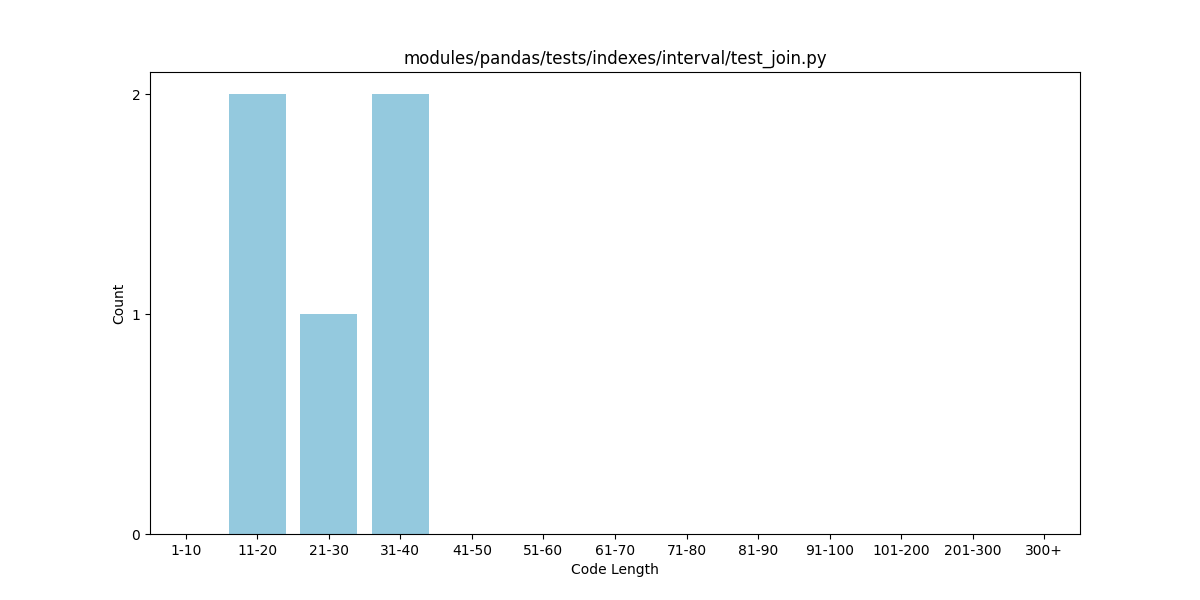 modules/pandas/tests/indexes/interval/test_join.py
2
1
0
Count
1-10 11-20 21-30 31-40 41-50 51-60 61-70 71-80 81-90 91-100 101-200 201-300 300+
Code Length